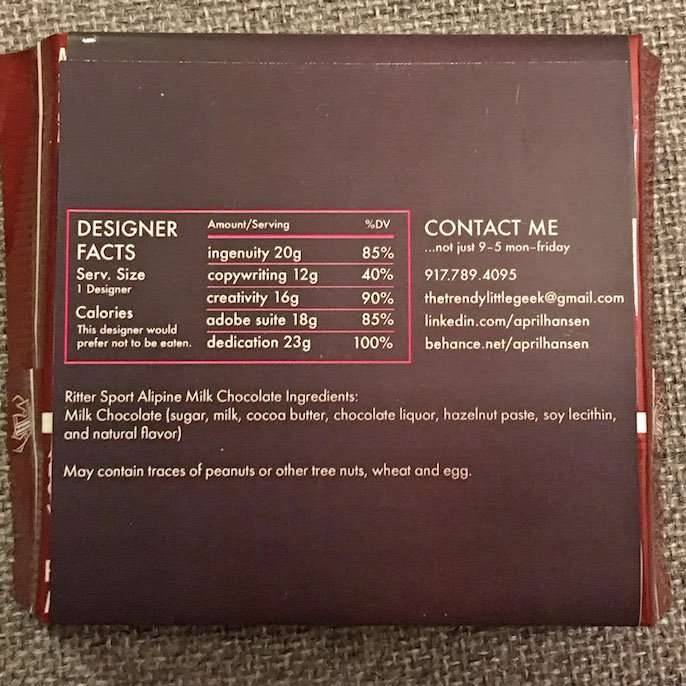 DESIGNER
FACTS
Serv. Size
1 Designer
Calories
This designer would
prefer not to be eaten.
Amount/Serving %DV
ingenuity 20g 85%
copywriting 12g 40%
creativity 16g 90%
adobe suite 18g 85%
dedication 23g 100%
CONTACT ME
...not just 9-5 mon-friday
917.789.4095
thetrendylittlegeek@gmail.com
linkedin.com/aprilhansen
behance.net/aprilhansen
Ritter Sport Alipine Milk Chocolate Ingredients:
Milk Chocolate (sugar, milk, cocoa butter, chocolate liquor, hazelnut paste, soy lecithin,
and natural flavor)
May contain traces of peanuts or other tree nuts, wheat and egg.